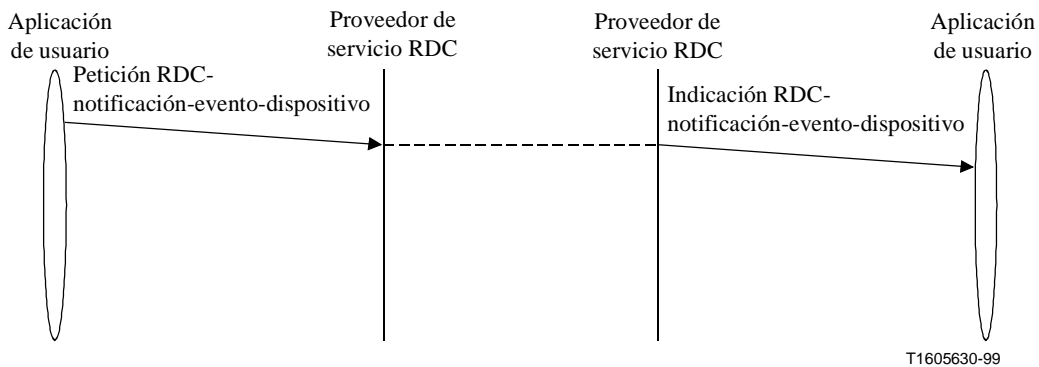 Aplicación
de usuario
Proveedor de
servicio RDC
Proveedor de
servicio RDC
Aplicación
de usuario
Petición RDC-
notificación-evento-dispositivo
Indicación RDC-
notificación-evento-dispositivo
T1605630-99